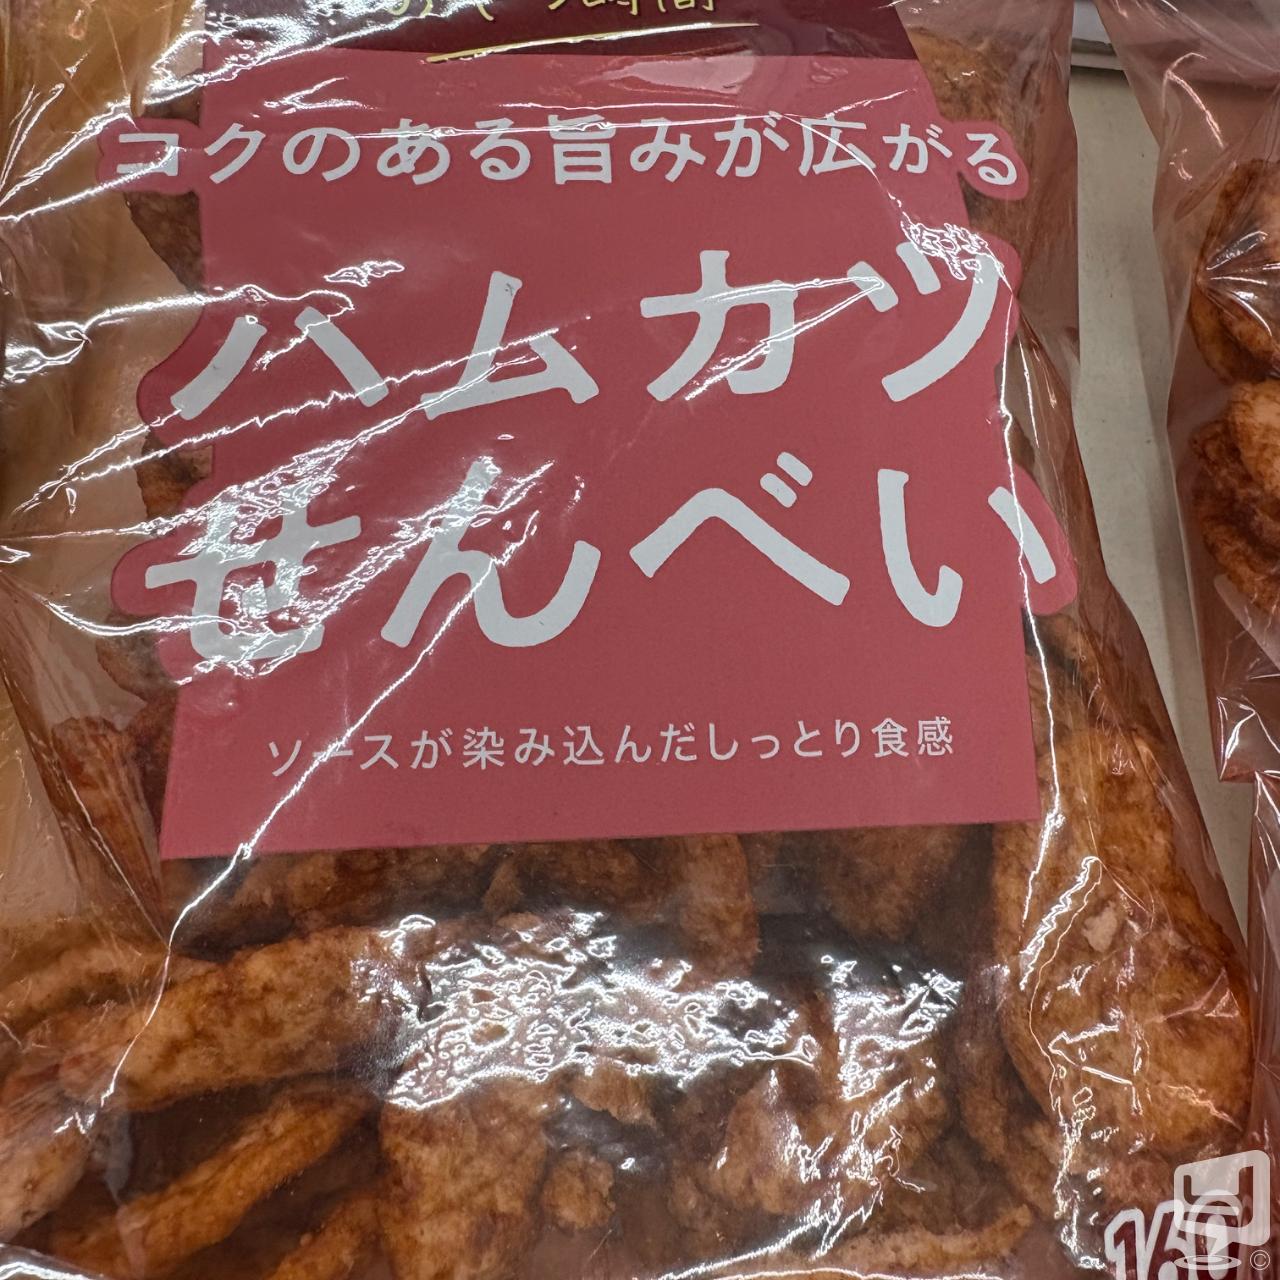 コクのある旨みが広がる
ハムカツ
せんべい
ソースが染み込んだしっとり食感